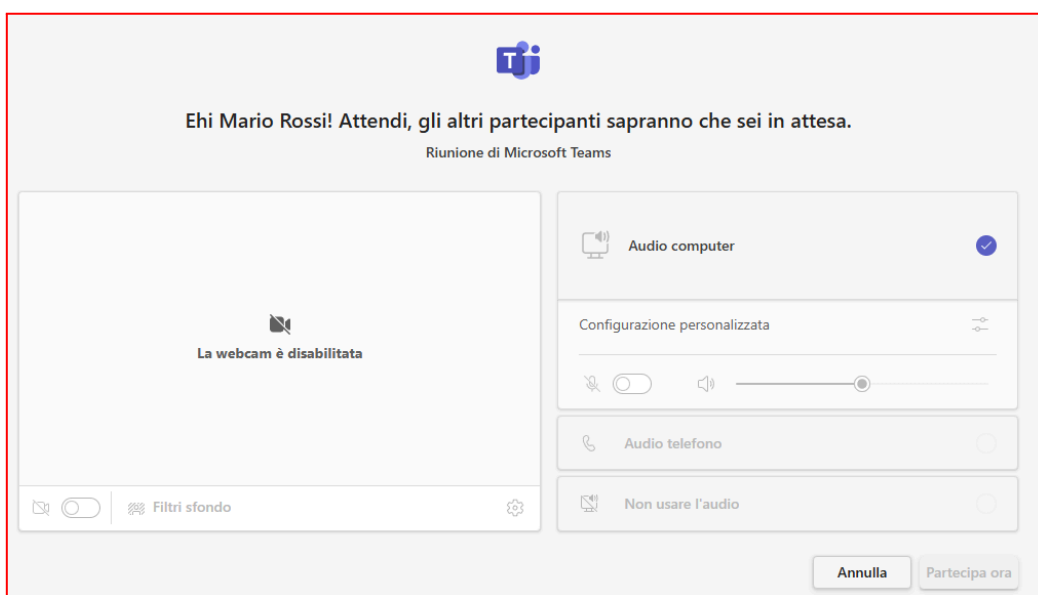 Ehi Mario Rossi! Attendi, gli altri partecipanti sapranno che sei in attesa.
Riunione di Microsoft Teams
La webcam è disabilitata
Filtri sfondo
Audio computer
Configurazione personalizzata
Audio telefono
Non usare l'audio
Annulla
Partecipa ora